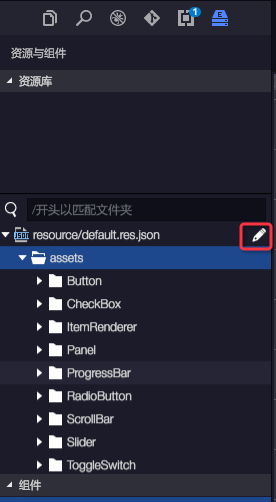 1
资源与组件
资源库
/开头以匹配文件夹
resource/default.res.json
assets
Button
CheckBox
ItemRenderer
Panel
ProgressBar
RadioButton
ScrollBar
Slider
ToggleSwitch
组件